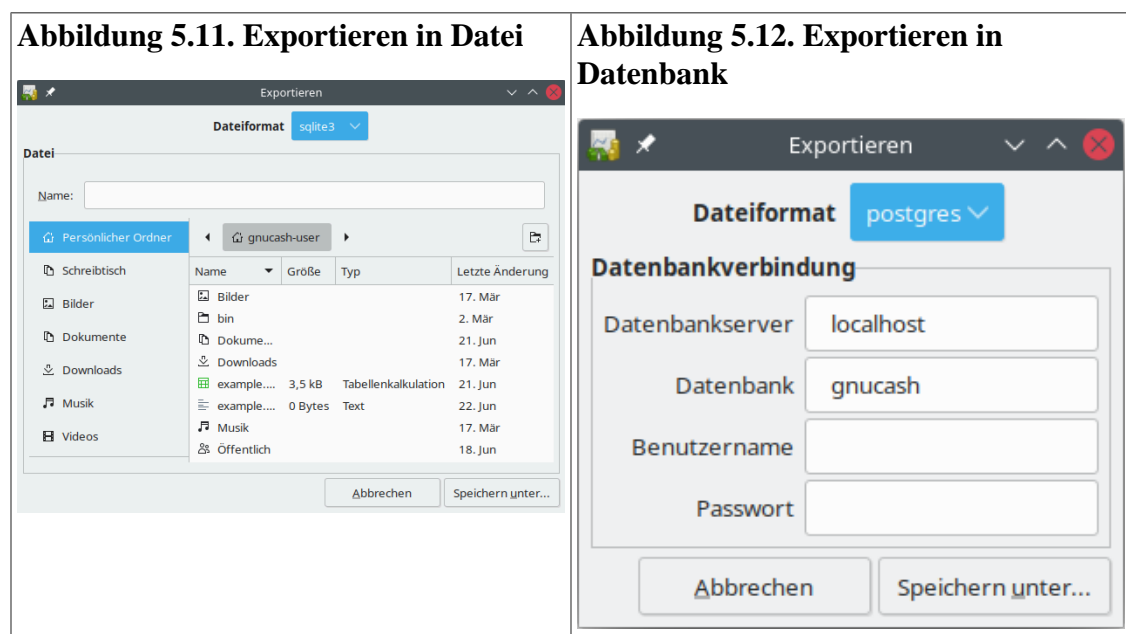 Abbildung 5.11. Exportieren in Datei
Exportieren
Dateiformat sqlite3
Datei
Name:
Persönlicher Ordner
Schreibtisch
Bilder
Dokumente
Downloads
Musik
Videos
gnucash-user
Name Größe Typ Letzte Änderung
Bilder 17. Mär
bin 2. Mär
Dokume... 21. Jun
Downloads 17. Mär
example.... 3,5 kB Tabellenkalkulation 21. Jun
example.... 0 Bytes Text 22. Jun
Musik 17. Mär
Öffentlich 18. Jun
Abbrechen Speichern unter...
Abbildung 5.12. Exportieren in
Datenbank
Exportieren
Dateiformat postgres
Datenbankverbindung
Datenbankserver localhost
Datenbank gnucash
Benutzername
Passwort
Abbrechen Speichern unter...